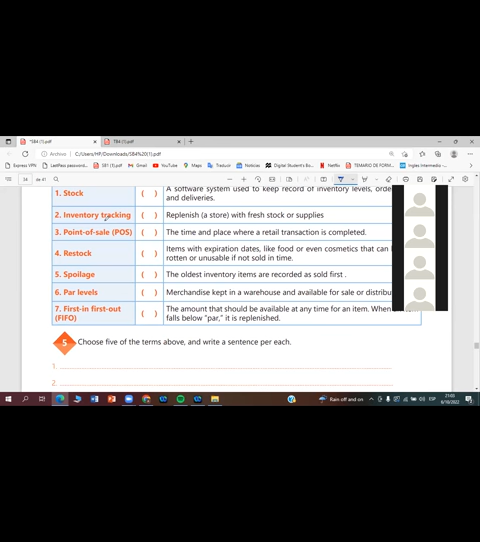 *SB4 (1).pdf
TB4 (1).pdf
Archivo
C:/Users/HP/Downloads/SB4%20(1).pdf
Express VPN
LastPass password...
SB1 (1).pdf
Gmail
YouTube
Maps
Traducir
Noticias
Digital Student's Bo...
Netflix
TEMARIO DE FORM...
Ingles Intermedio -...
34
de 41
1. Stock ( ) A software system used to keep record of inventory levels, orde
and deliveries.
2. Inventory tracking ( ) Replenish (a store) with fresh stock or supplies
3. Point-of-sale (POS) ( ) The time and place where a retail transaction is completed.
4. Restock ( ) Items with expiration dates, like food or even cosmetics that can
rotten or unusable if not sold in time.
5. Spoilage ( ) The oldest inventory items are recorded as sold first .
6. Par levels ( ) Merchandise kept in a warehouse and available for sale or distribu
7. First-in first-out
(FIFO) ( ) The amount that should be available at any time for an item. When
falls below "par," it is replenished.
5 Choose five of the terms above, and write a sentence per each.
1.
2.
Rain off and on
ESP
21:03
6/10/2022